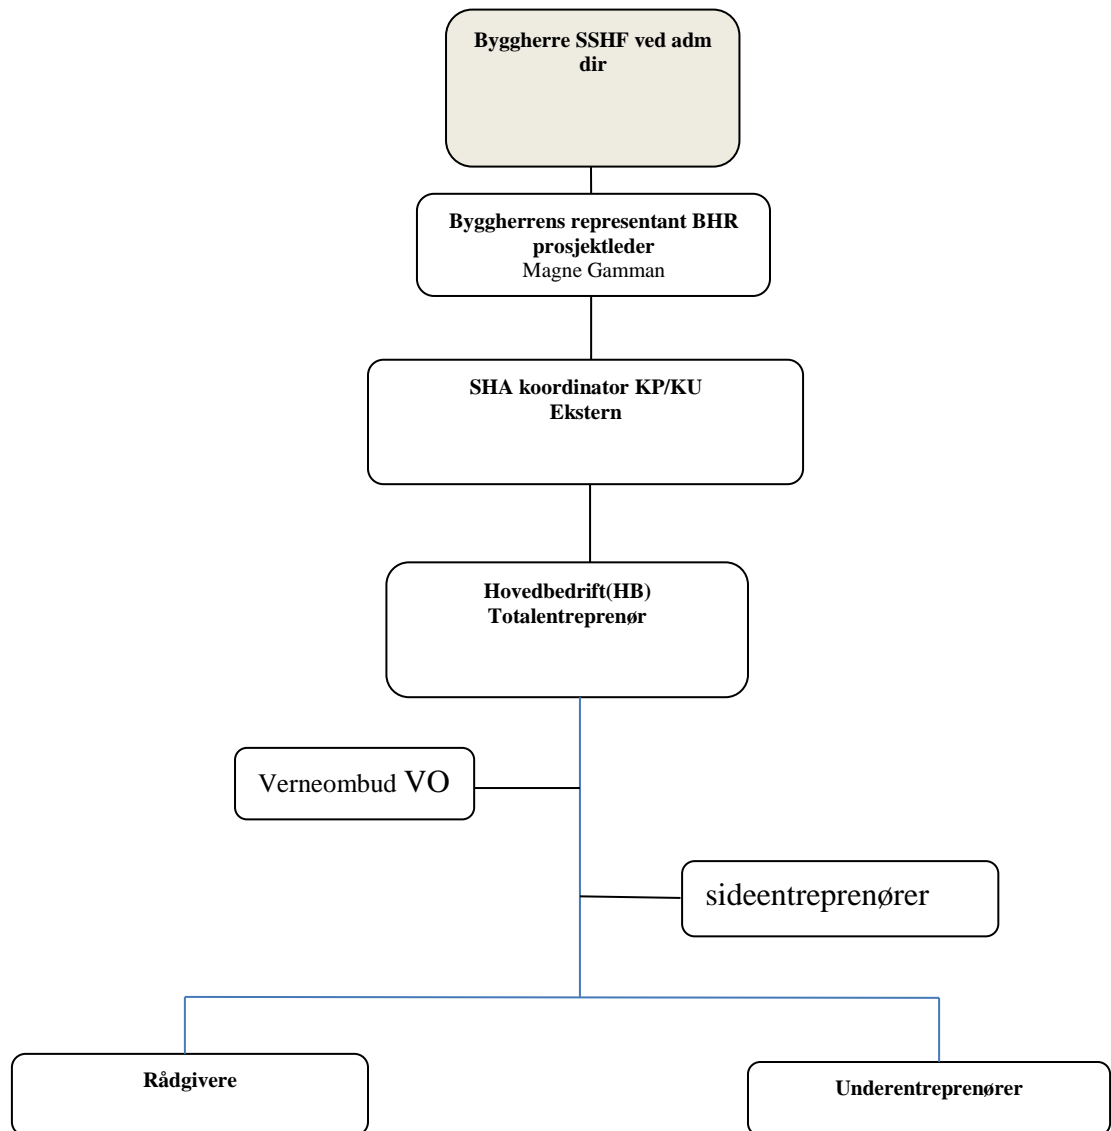 Byggherre SSHF ved adm
dir
Byggherrens representant BHR
prosjektleder
Magne Gamman
SHA koordinator KP/KU
Ekstern
Hovedbedrift(HB)
Totalentreprenør
Verneombud VO
sideentreprenører
Rådgivere
Underentreprenører